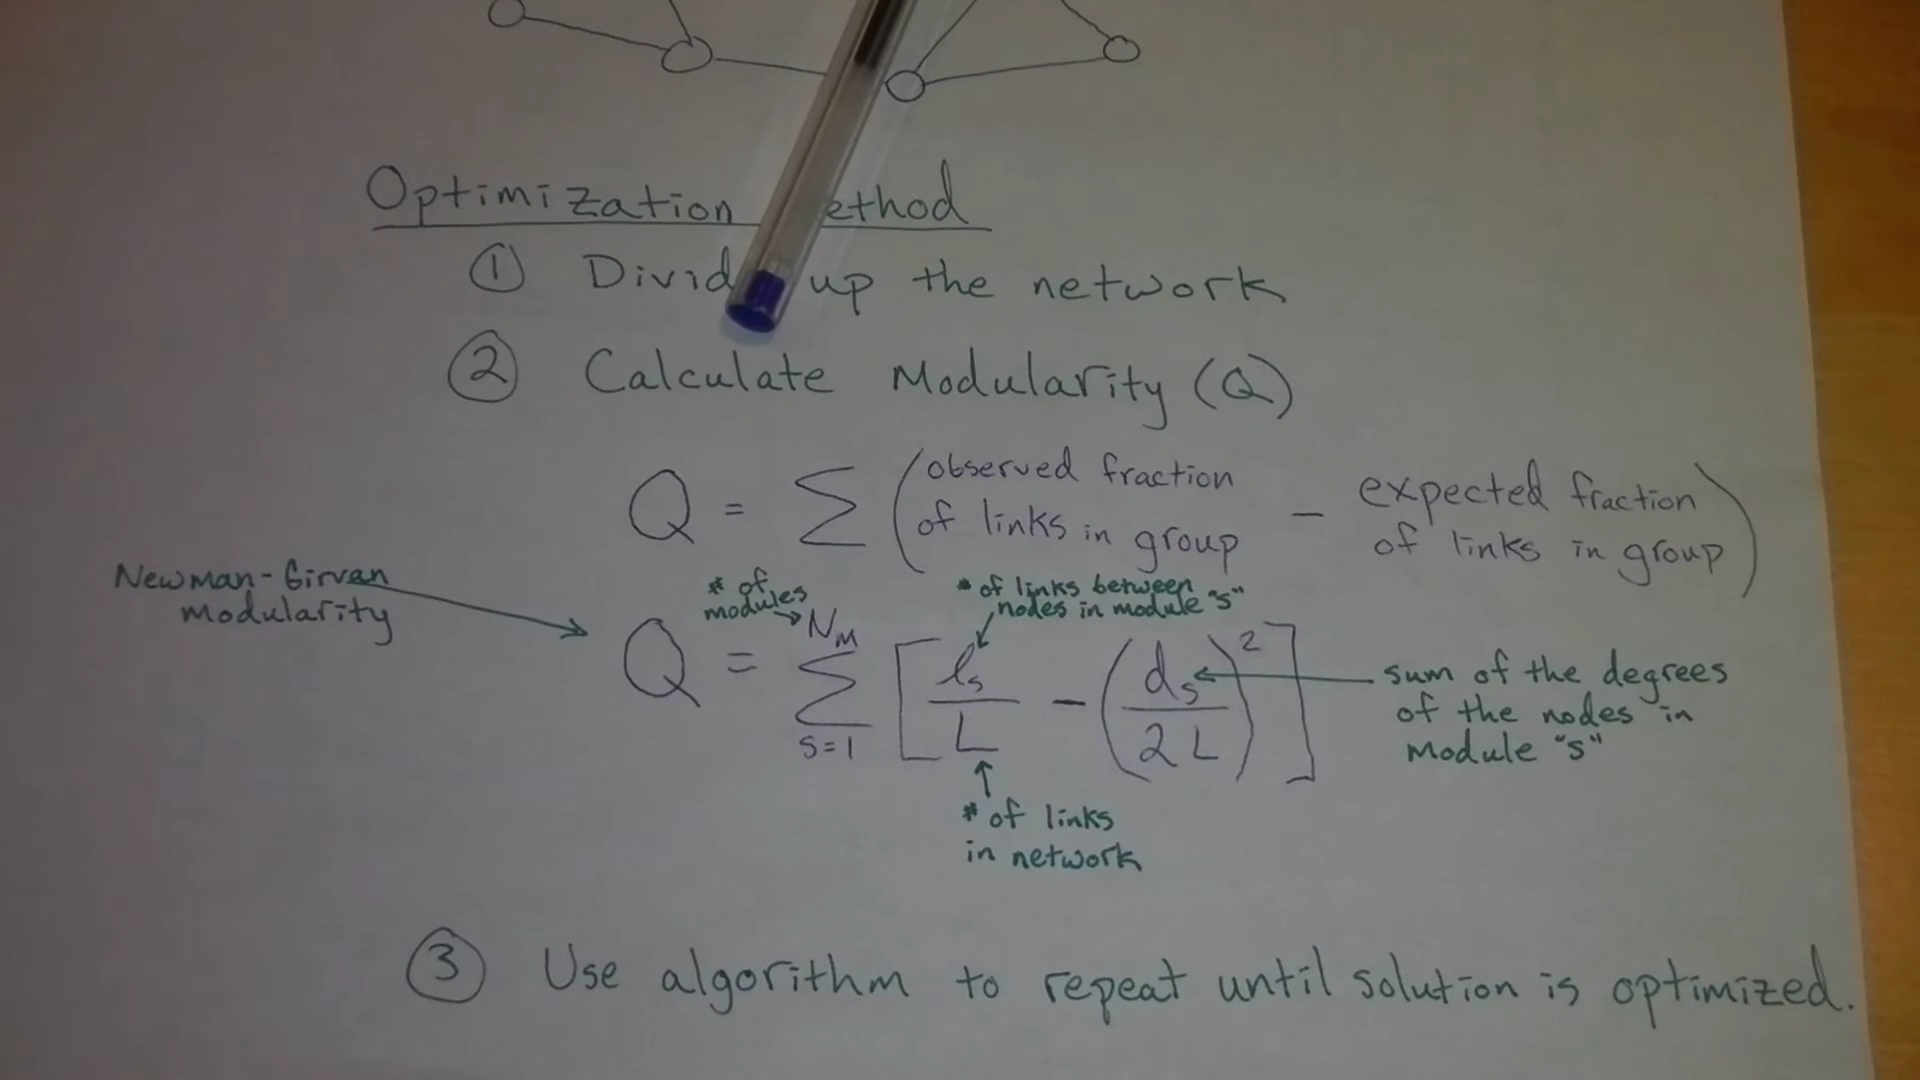 Optimization ethod
① Divid up the network
② Calculate Modularity (Q)
Q = Σ (observed fraction of links in group - expected fraction of links in group)
Newman-Girvan
modularity
# of
modules
# of links between
nodes in module "s"
Q = Σ_{s=1}^{N_M} [ l_s / L - ( d_s / 2L )² ]
sum of the degrees
of the nodes in
module "s"
# of links
in network
③ Use algorithm to repeat until solution is optimized.